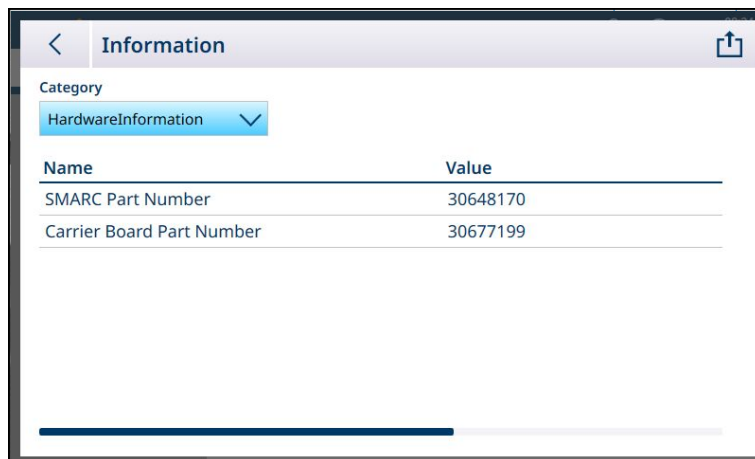 Information
Category
HardwareInformation
Name Value
SMARC Part Number 30648170
Carrier Board Part Number 30677199